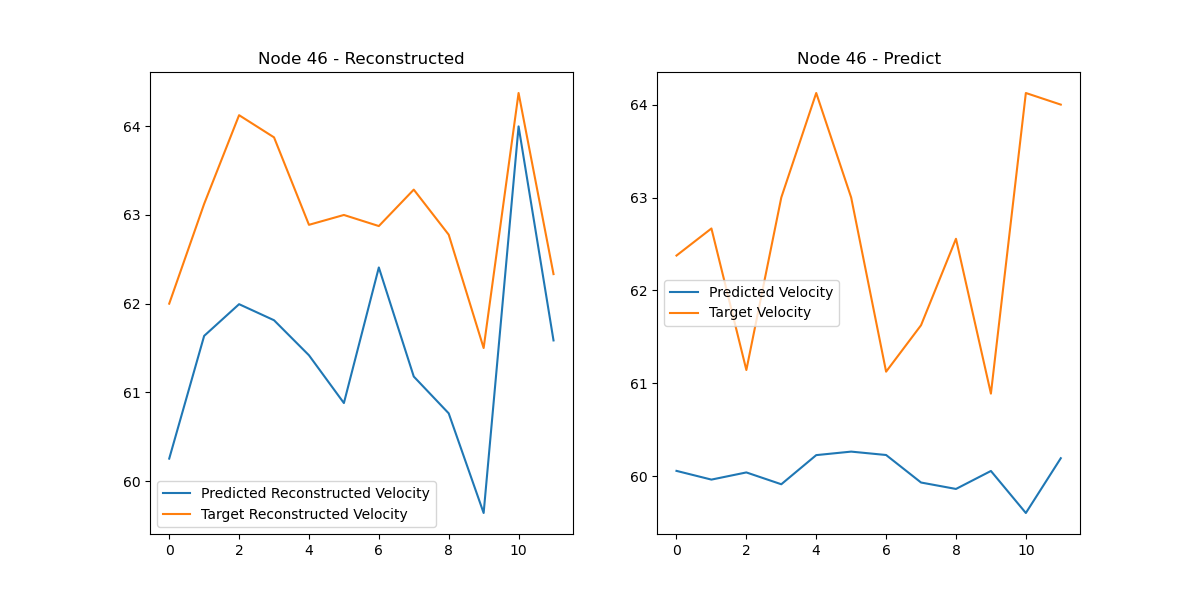 Node 46 - Reconstructed
64
63
62
61
60
Predicted Reconstructed Velocity
Target Reconstructed Velocity
0 2 4 6 8 10
Node 46 - Predict
64
63
62
61
60
Predicted Velocity
Target Velocity
0 2 4 6 8 10